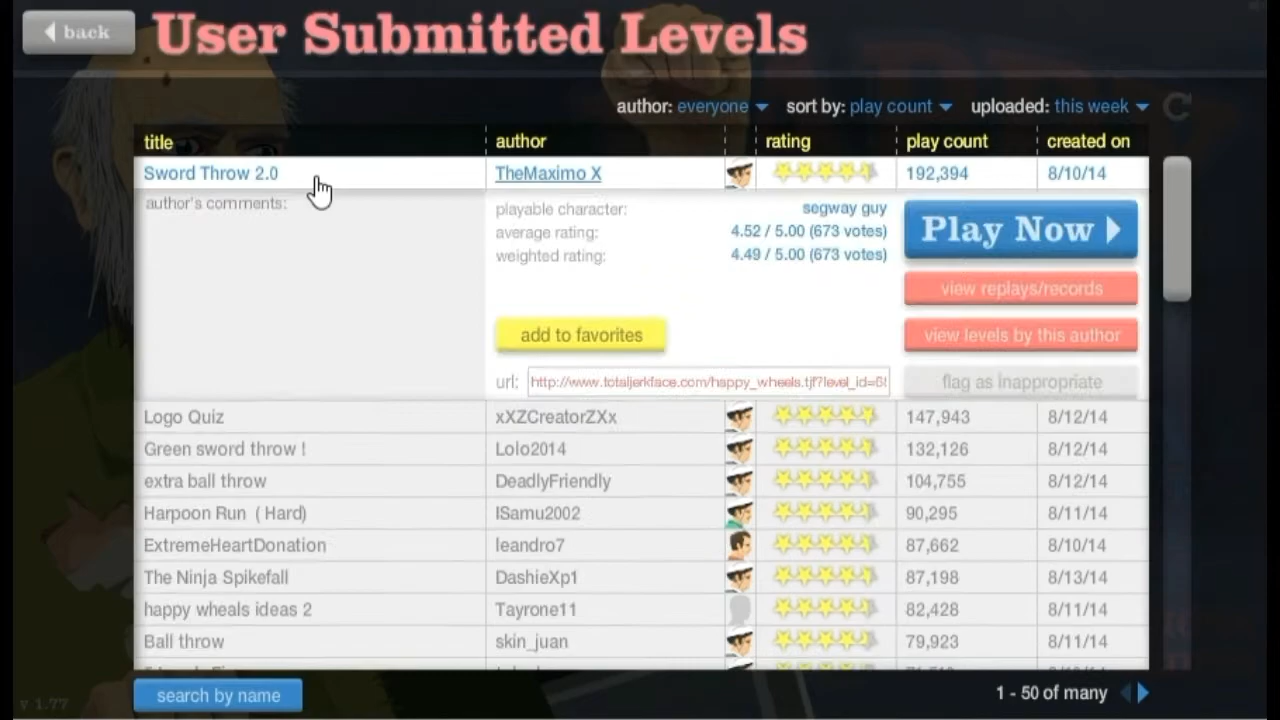 back
User Submitted Levels
author: everyone sort by: play count uploaded: this week
title author rating play count created on
Sword Throw 2.0 TheMaximo X 192,394 8/10/14
author's comments:
playable character: segway guy
average rating: 4.52 / 5.00 (673 votes)
weighted rating: 4.49 / 5.00 (673 votes)
Play Now
view replays/records
add to favorites
view levels by this author
url: http://www.totaljerkface.com/happy_wheels.tjf?level_id=6
flag as inappropriate
Logo Quiz xXZCreatorZXx 147,943 8/12/14
Green sword throw ! Lolo2014 132,126 8/12/14
extra ball throw DeadlyFriendly 104,755 8/12/14
Harpoon Run ( Hard) ISamu2002 90,295 8/11/14
ExtremeHeartDonation leandro7 87,662 8/10/14
The Ninja Spikefall DashieXp1 87,198 8/13/14
happy wheals ideas 2 Tayrone11 82,428 8/11/14
Ball throw skin_juan 79,923 8/11/14
search by name
1 - 50 of many
v 1.77